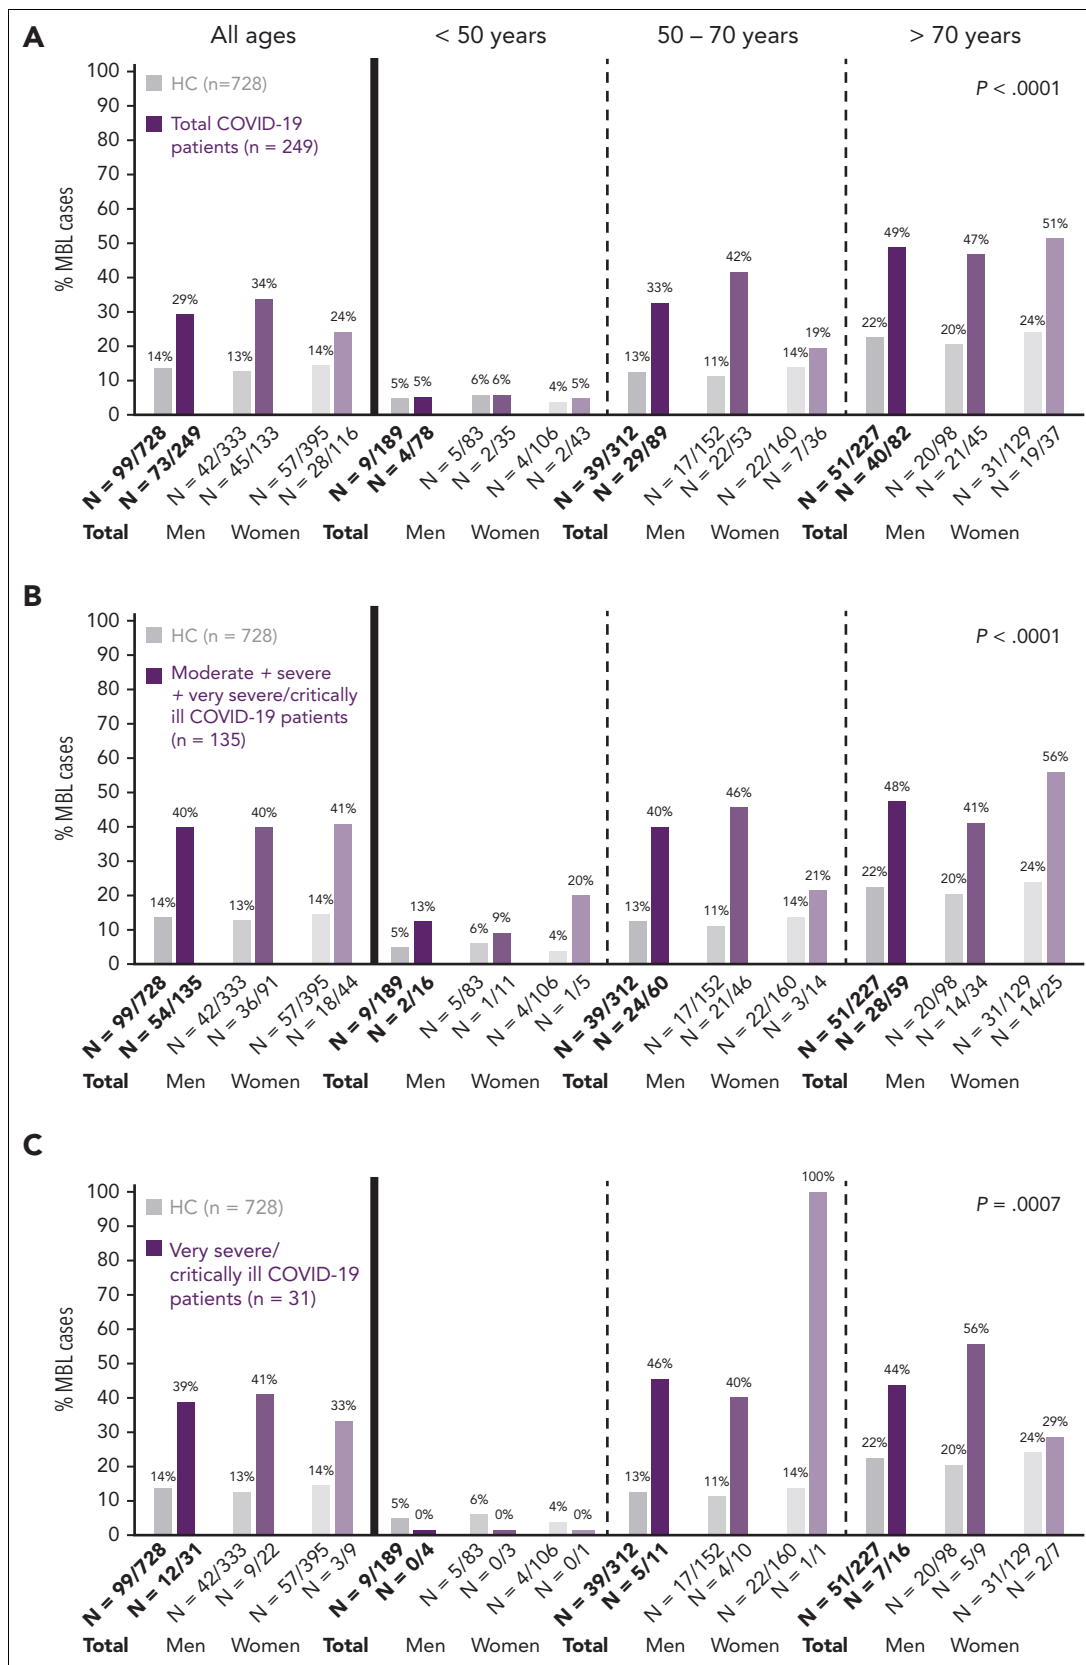 A
All ages
< 50 years
50 – 70 years
> 70 years
% MBL cases
100
90
80
70
60
50
40
30
20
10
0
HC (n=728)
Total COVID-19
patients (n = 249)
P < .0001
14% 29% 13% 34% 14% 24% 5% 5% 6% 6% 4% 5% 13% 33% 11% 42% 14% 19% 22% 49% 20% 47% 24% 51%
N = 99/728
N = 73/249
N = 42/333
N = 45/133
N = 57/395
N = 28/116
N = 9/189
N = 4/78
N = 5/83
N = 2/35
N = 4/106
N = 2/43
N = 39/312
N = 29/89
N = 17/152
N = 22/53
N = 22/160
N = 7/36
N = 51/227
N = 40/82
N = 20/98
N = 21/45
N = 31/129
N = 19/37
Total Men Women Total Men Women Total Men Women Total Men Women
B
% MBL cases
100
90
80
70
60
50
40
30
20
10
0
HC (n = 728)
Moderate + severe
+ very severe/critically
ill COVID-19 patients
(n = 135)
P < .0001
14% 40% 13% 40% 14% 41% 5% 13% 6% 9% 4% 20% 13% 40% 11% 46% 14% 21% 22% 48% 20% 41% 24% 56%
N = 99/728
N = 54/135
N = 42/333
N = 36/91
N = 57/395
N = 18/44
N = 9/189
N = 2/16
N = 5/83
N = 1/11
N = 4/106
N = 1/5
N = 39/312
N = 24/60
N = 17/152
N = 21/46
N = 22/160
N = 3/14
N = 51/227
N = 28/59
N = 20/98
N = 14/34
N = 31/129
N = 14/25
Total Men Women Total Men Women Total Men Women Total Men Women
C
% MBL cases
100
90
80
70
60
50
40
30
20
10
0
HC (n = 728)
Very severe/
critically ill COVID-19
patients (n = 31)
P = .0007
14% 39% 13% 41% 14% 33% 5% 0% 6% 0% 4% 0% 13% 46% 11% 40% 14% 100% 22% 44% 20% 56% 24% 29%
N = 99/728
N = 12/31
N = 42/333
N = 9/22
N = 57/395
N = 3/9
N = 9/189
N = 0/4
N = 5/83
N = 0/3
N = 4/106
N = 0/1
N = 39/312
N = 5/11
N = 17/152
N = 4/10
N = 22/160
N = 1/1
N = 51/227
N = 7/16
N = 20/98
N = 5/9
N = 31/129
N = 2/7
Total Men Women Total Men Women Total Men Women Total Men Women